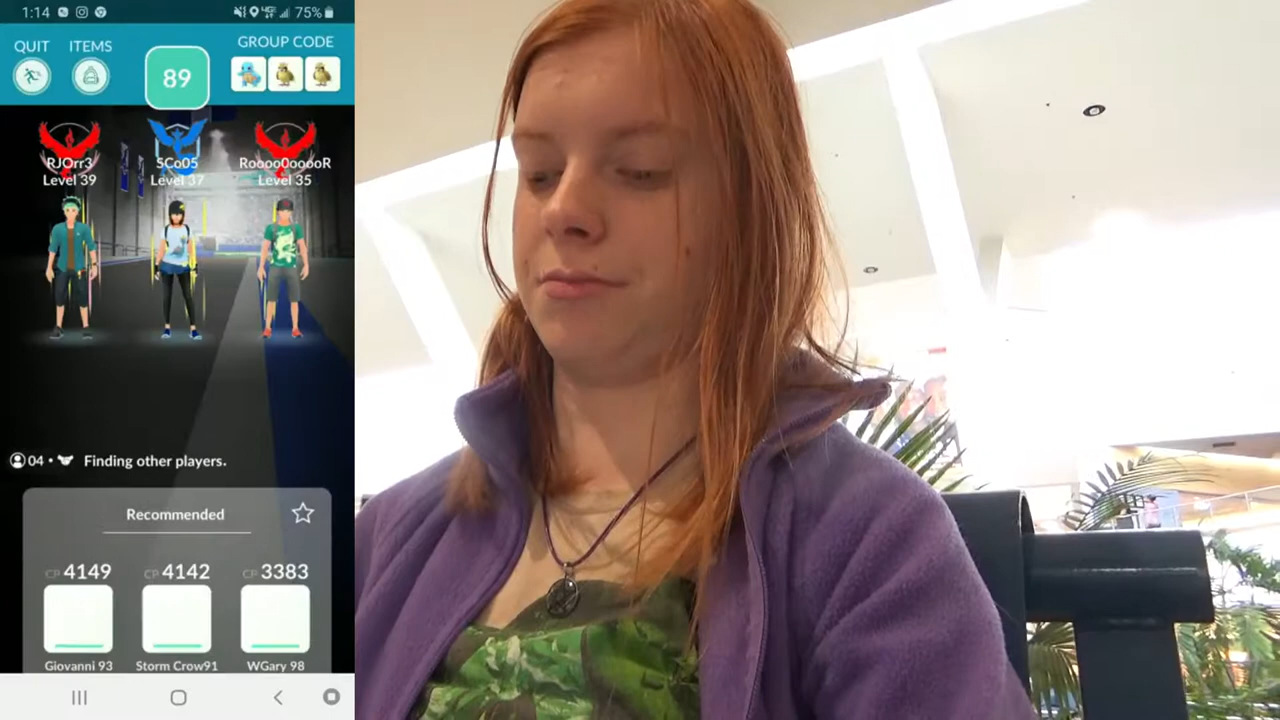 1:14 75%
QUIT ITEMS GROUP CODE
89
RJOrr3 SCo05 RooooOoooR
Level 39 Level 37 Level 35
04 • Finding other players.
Recommended
CP 4149 CP 4142 CP 3383
Giovanni 93 Storm Crow91 WGary 98